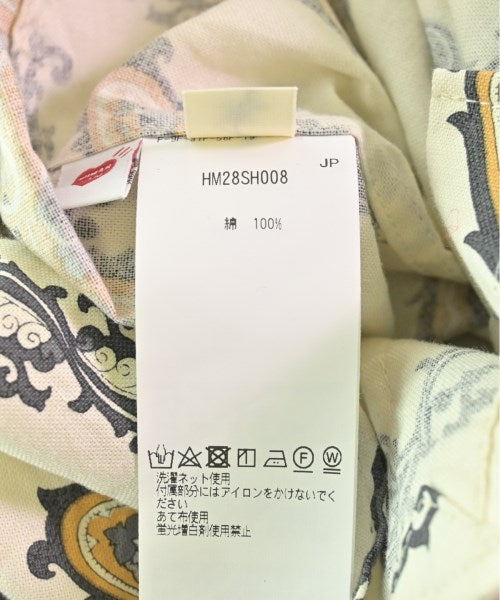 JP
HM28SH008
綿 100%
F
W
洗濯ネット使用
付属部分にはアイロンをかけないでく
ださい
あて布使用
蛍光増白剤使用禁止